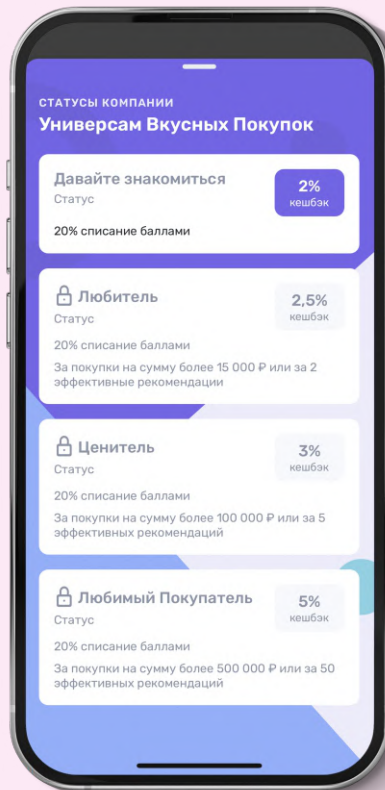 СТАТУСЫ КОМПАНИИ
Универсам Вкусных Покупок
Давайте знакомиться
Статус
2%
кешбэк
20% списание баллами
Любитель
Статус
2,5%
кешбэк
20% списание баллами
За покупки на сумму более 15 000 ₽ или за 2
эффективные рекомендации
Ценитель
Статус
3%
кешбэк
20% списание баллами
За покупки на сумму более 100 000 ₽ или за 5
эффективных рекомендаций
Любимый Покупатель
Статус
5%
кешбэк
20% списание баллами
За покупки на сумму более 500 000 ₽ или за 50
эффективных рекомендаций